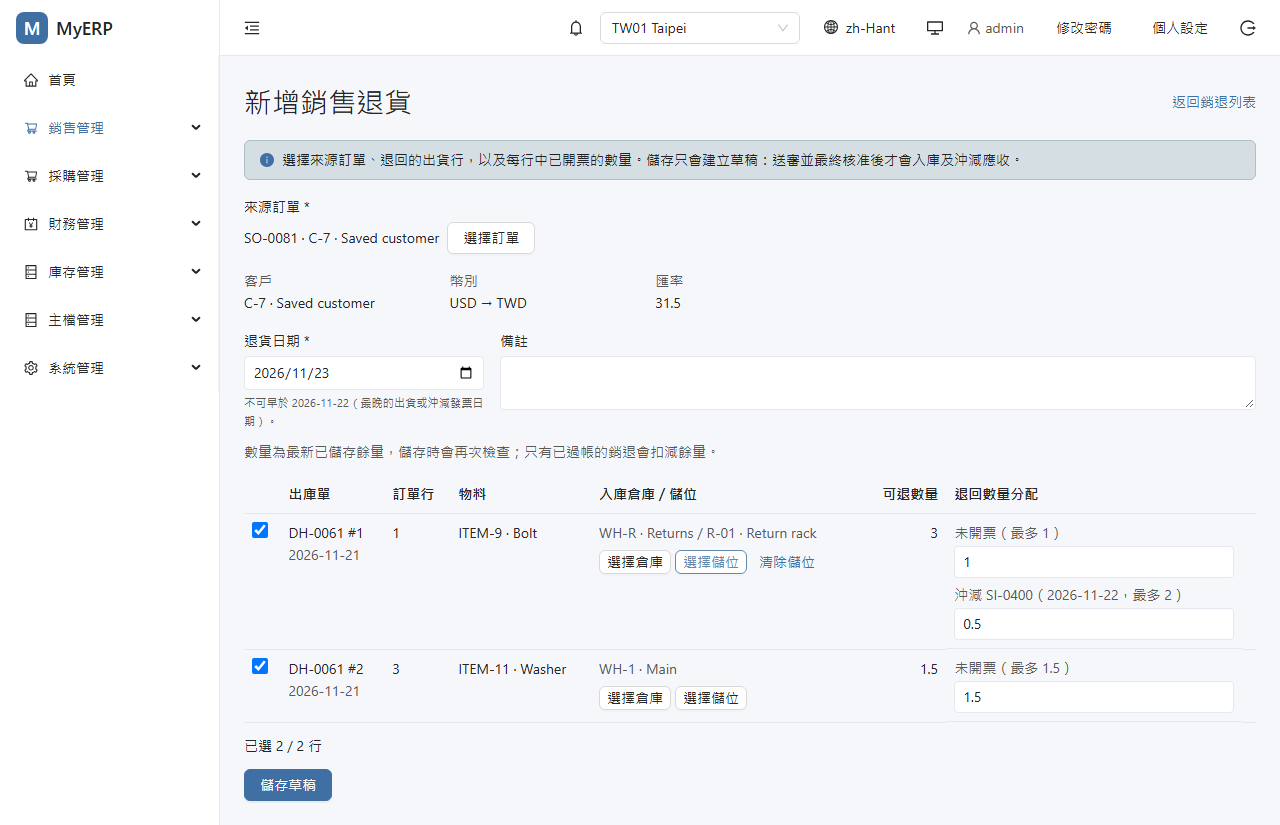 M MyERP
TW01 Taipei
zh-Hant
admin
修改密碼
個人設定
首頁
銷售管理
採購管理
財務管理
庫存管理
主檔管理
系統管理
新增銷售退貨
返回銷退列表
選擇來源訂單、退回的出貨行，以及每行中已開票的數量。儲存只會建立草稿：送審並最終核准後才會入庫及沖減應收。
來源訂單 *
SO-0081 · C-7 · Saved customer 選擇訂單
客戶 幣別 匯率
C-7 · Saved customer USD → TWD 31.5
退貨日期 * 備註
2026/11/23
不可早於 2026-11-22（最晚的出貨或沖減發票日
期）。
數量為最新已儲存餘量，儲存時會再次檢查；只有已過帳的銷退會扣減餘量。
出庫單 訂單行 物料 入庫倉庫 / 儲位 可退數量 退回數量分配
DH-0061 #1 1 ITEM-9 · Bolt WH-R · Returns / R-01 · Return rack 3 未開票（最多 1）
2026-11-21 選擇倉庫 選擇儲位 清除儲位 1
沖減 SI-0400（2026-11-22，最多 2）
0.5
DH-0061 #2 3 ITEM-11 · Washer WH-1 · Main 1.5 未開票（最多 1.5）
2026-11-21 選擇倉庫 選擇儲位 1.5
已選 2 / 2 行
儲存草稿